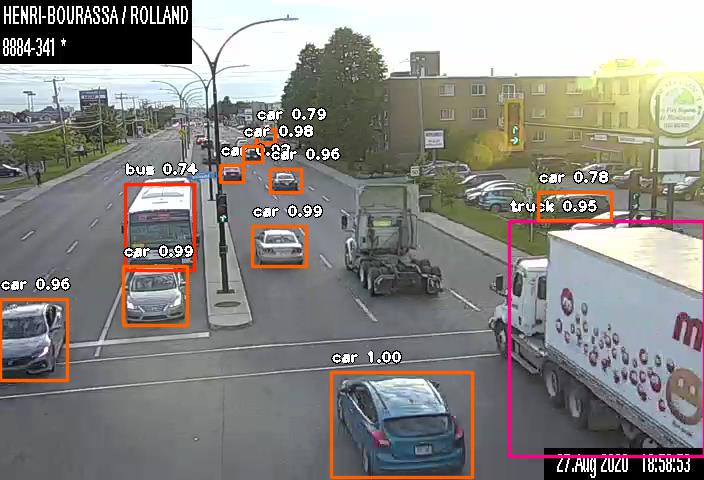 HENRI-BOURASSA / ROLLAND
8884-341 *
car 0.79
car 0.98
car 0.96
bus 0.74
car 0.78
truck 0.95
car 0.99
car 0.99
car 0.96
car 1.00
m
27.Aug 2020 18:58:53